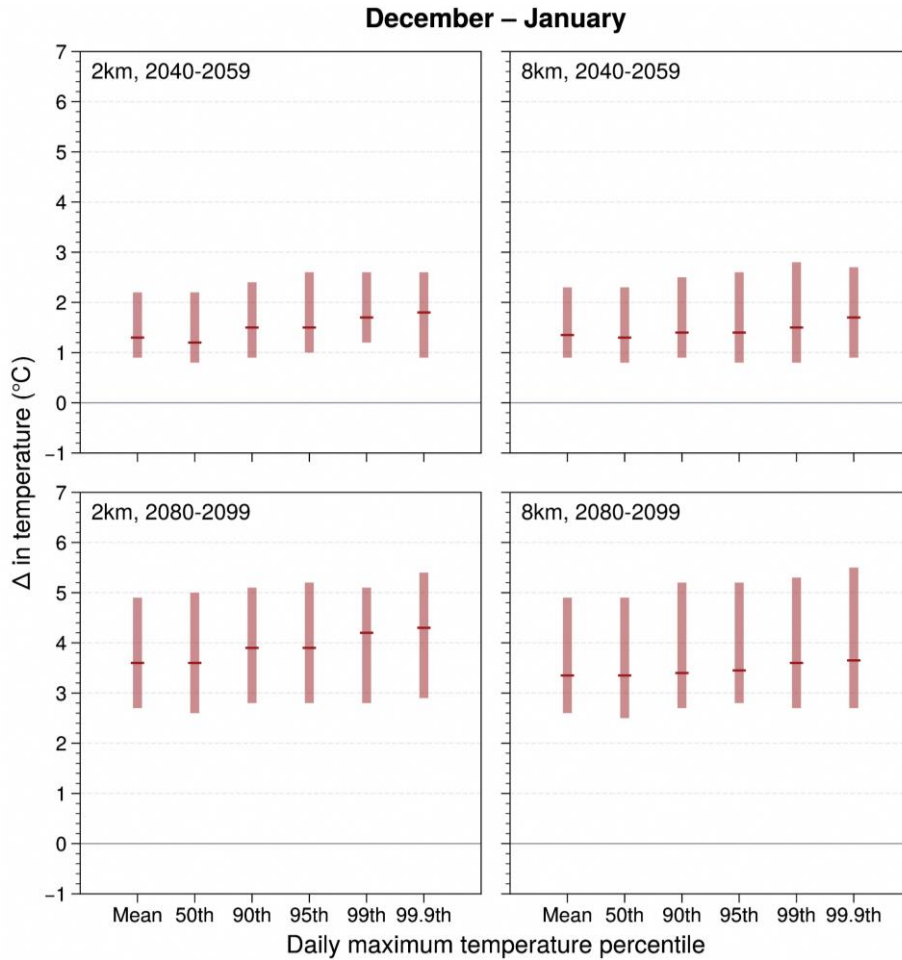 December – January
7
6
5
4
3
2
1
0
−1
2km, 2040-2059
8km, 2040-2059
Δ in temperature (°C)
7
6
5
4
3
2
1
0
−1
2km, 2080-2099
8km, 2080-2099
Mean 50th 90th 95th 99th 99.9th
Mean 50th 90th 95th 99th 99.9th
Daily maximum temperature percentile